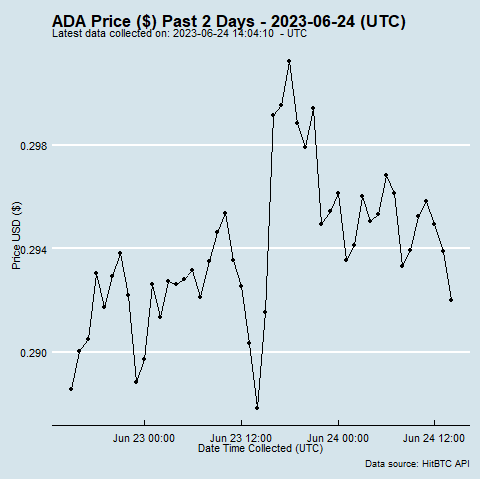 ADA Price ($) Past 2 Days - 2023-06-24 (UTC)
Latest data collected on: 2023-06-24 14:04:10  - UTC
0.298
0.294
0.290
Price USD ($)
Jun 23 00:00 Jun 23 12:00 Jun 24 00:00 Jun 24 12:00
Date Time Collected (UTC)
Data source: HitBTC API